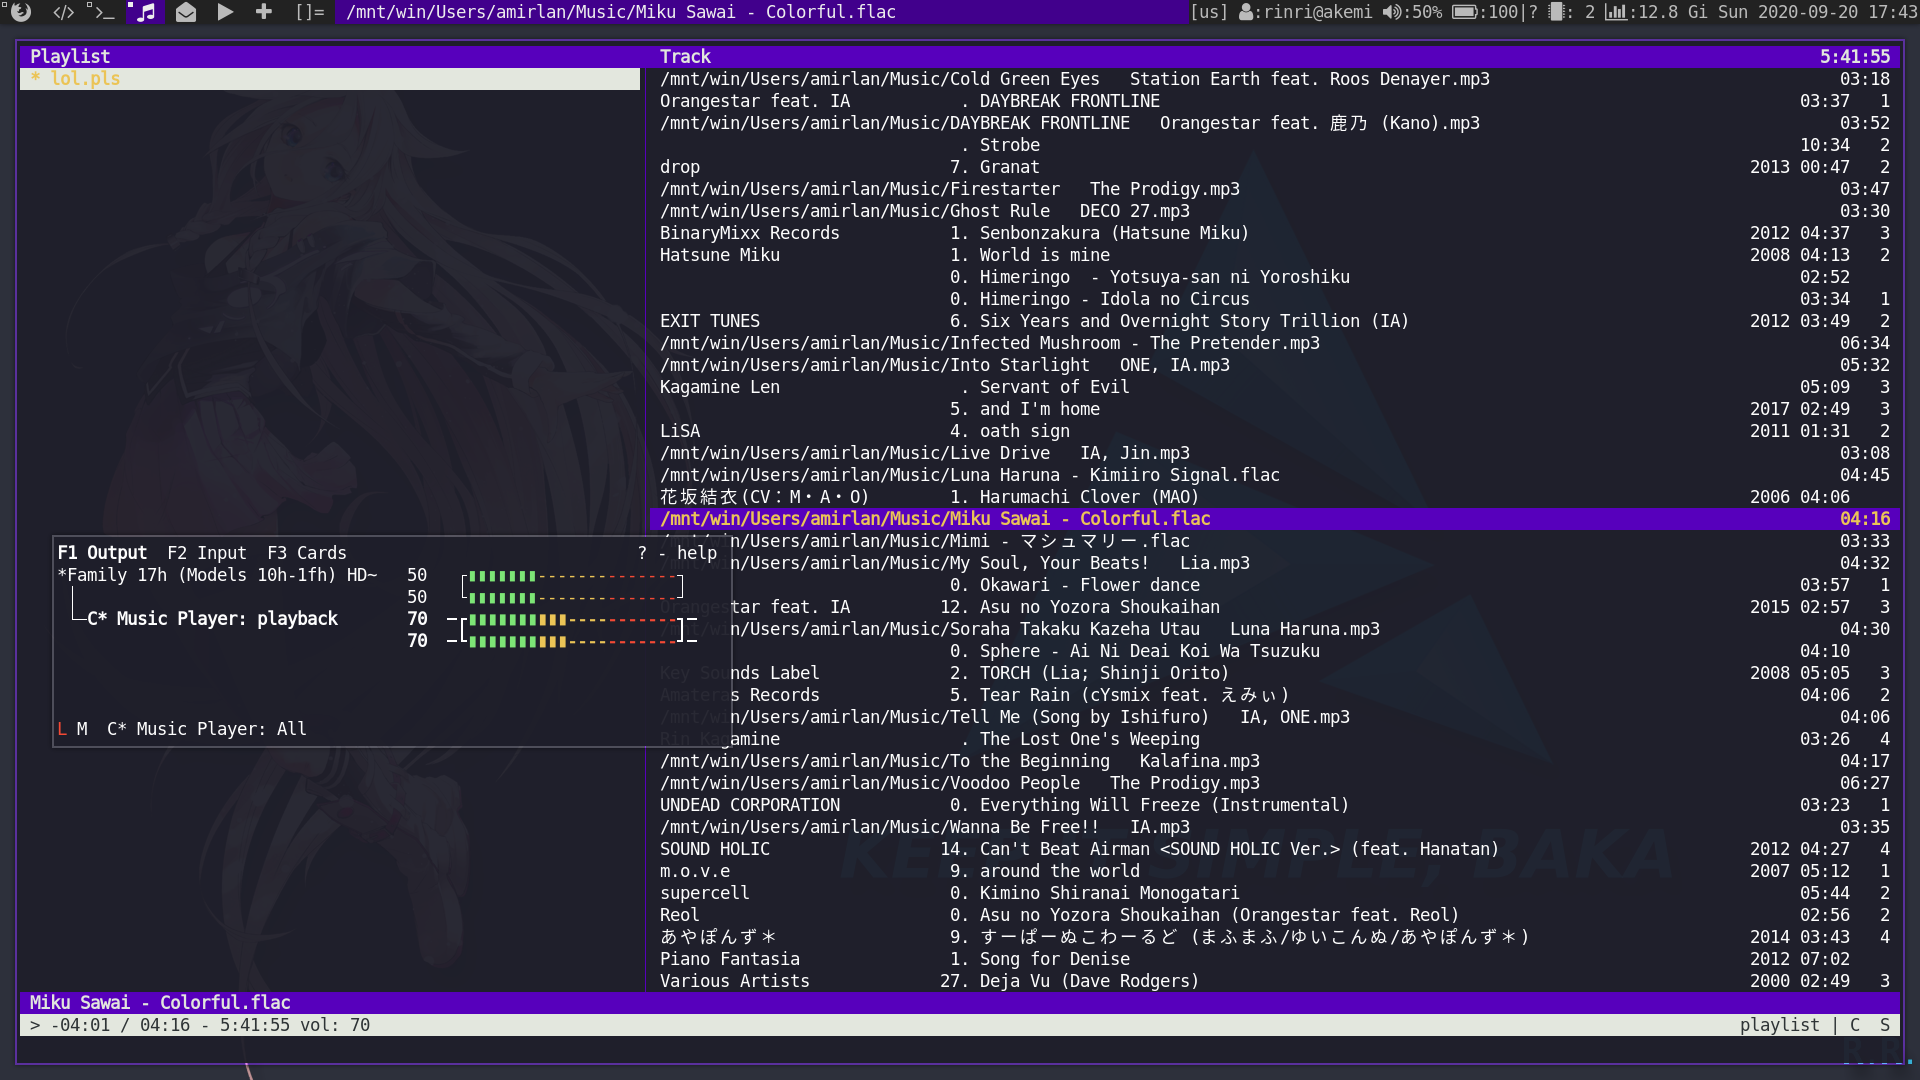 []= /mnt/win/Users/amirlan/Music/Miku Sawai - Colorful.flac [us] :rinri@akemi :50% :100|? : 2 :12.8 Gi Sun 2020-09-20 17:43
Playlist Track 5:41:55
* lol.pls
/mnt/win/Users/amirlan/Music/Cold Green Eyes   Station Earth feat. Roos Denayer.mp3 03:18
Orangestar feat. IA . DAYBREAK FRONTLINE 03:37 1
/mnt/win/Users/amirlan/Music/DAYBREAK FRONTLINE   Orangestar feat. 鹿乃 (Kano).mp3 03:52
. Strobe 10:34 2
drop 7. Granat 2013 00:47 2
/mnt/win/Users/amirlan/Music/Firestarter   The Prodigy.mp3 03:47
/mnt/win/Users/amirlan/Music/Ghost Rule   DECO 27.mp3 03:30
BinaryMixx Records 1. Senbonzakura (Hatsune Miku) 2012 04:37 3
Hatsune Miku 1. World is mine 2008 04:13 2
0. Himeringo  - Yotsuya-san ni Yoroshiku 02:52
0. Himeringo - Idola no Circus 03:34 1
EXIT TUNES 6. Six Years and Overnight Story Trillion (IA) 2012 03:49 2
/mnt/win/Users/amirlan/Music/Infected Mushroom - The Pretender.mp3 06:34
/mnt/win/Users/amirlan/Music/Into Starlight   ONE, IA.mp3 05:32
Kagamine Len . Servant of Evil 05:09 3
5. and I'm home 2017 02:49 3
LiSA 4. oath sign 2011 01:31 2
/mnt/win/Users/amirlan/Music/Live Drive   IA, Jin.mp3 03:08
/mnt/win/Users/amirlan/Music/Luna Haruna - Kimiiro Signal.flac 04:45
花坂結衣(CV：M・A・O) 1. Harumachi Clover (MAO) 2006 04:06
/mnt/win/Users/amirlan/Music/Miku Sawai - Colorful.flac 04:16
/mnt/win/Users/amirlan/Music/Mimi - マシュマリー.flac 03:33
/mnt/win/Users/amirlan/Music/My Soul, Your Beats!   Lia.mp3 04:32
0. Okawari - Flower dance 03:57 1
Orangestar feat. IA 12. Asu no Yozora Shoukaihan 2015 02:57 3
/mnt/win/Users/amirlan/Music/Soraha Takaku Kazeha Utau   Luna Haruna.mp3 04:30
0. Sphere - Ai Ni Deai Koi Wa Tsuzuku 04:10
Key Sounds Label 2. TORCH (Lia; Shinji Orito) 2008 05:05 3
Amateras Records 5. Tear Rain (cYsmix feat. えみぃ) 04:06 2
/mnt/win/Users/amirlan/Music/Tell Me (Song by Ishifuro)   IA, ONE.mp3 04:06
Rin Kagamine . The Lost One's Weeping 03:26 4
/mnt/win/Users/amirlan/Music/To the Beginning   Kalafina.mp3 04:17
/mnt/win/Users/amirlan/Music/Voodoo People   The Prodigy.mp3 06:27
UNDEAD CORPORATION 0. Everything Will Freeze (Instrumental) 03:23 1
/mnt/win/Users/amirlan/Music/Wanna Be Free!!   IA.mp3 03:35
SOUND HOLIC 14. Can't Beat Airman <SOUND HOLIC Ver.> (feat. Hanatan) 2012 04:27 4
m.o.v.e 9. around the world 2007 05:12 1
supercell 0. Kimino Shiranai Monogatari 05:44 2
Reol 0. Asu no Yozora Shoukaihan (Orangestar feat. Reol) 02:56 2
あやぽんず＊ 9. すーぱーぬこわーるど (まふまふ/ゆいこんぬ/あやぽんず＊) 2014 03:43 4
Piano Fantasia 1. Song for Denise 2012 07:02
Various Artists 27. Deja Vu (Dave Rodgers) 2000 02:49 3
F1 Output F2 Input F3 Cards ? - help
*Family 17h (Models 10h-1fh) HD~ 50
50
C* Music Player: playback 70
70
L M C* Music Player: All
KEEP IT SIMPLE, BAKA
Miku Sawai - Colorful.flac
> -04:01 / 04:16 - 5:41:55 vol: 70 playlist | C S